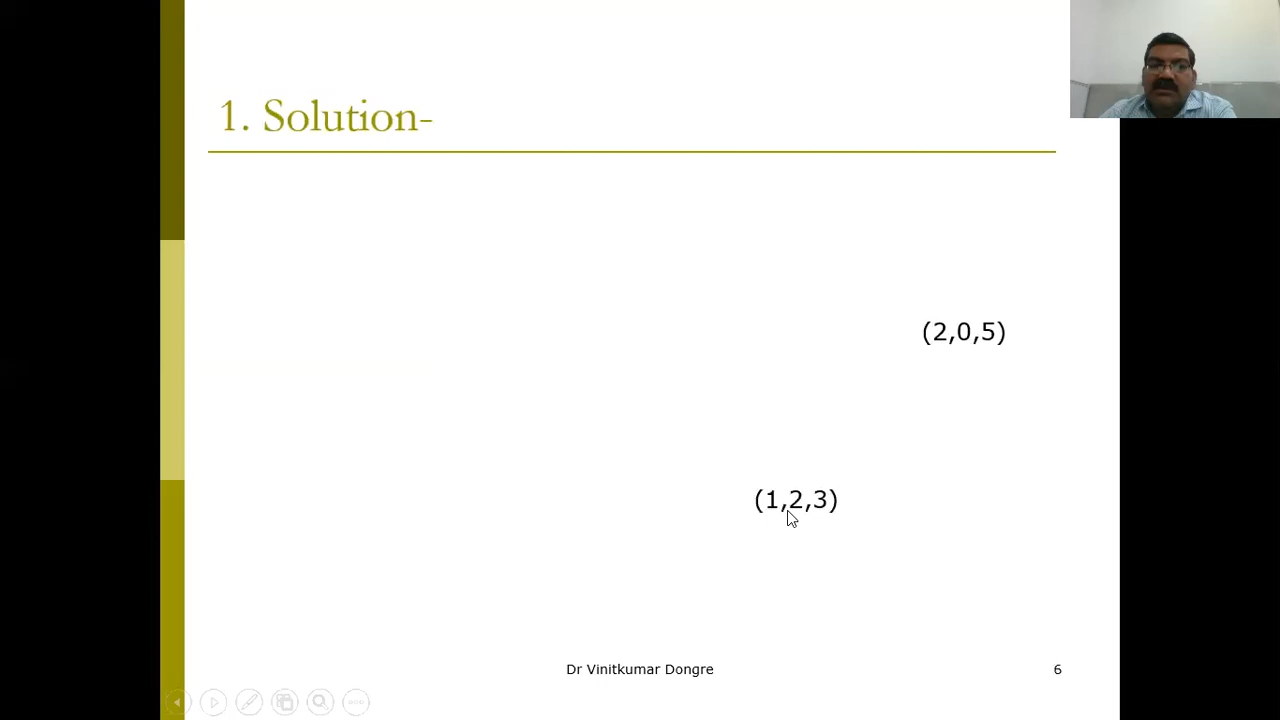 1. Solution-
(2,0,5)
(1,2,3)
Dr Vinitkumar Dongre
6